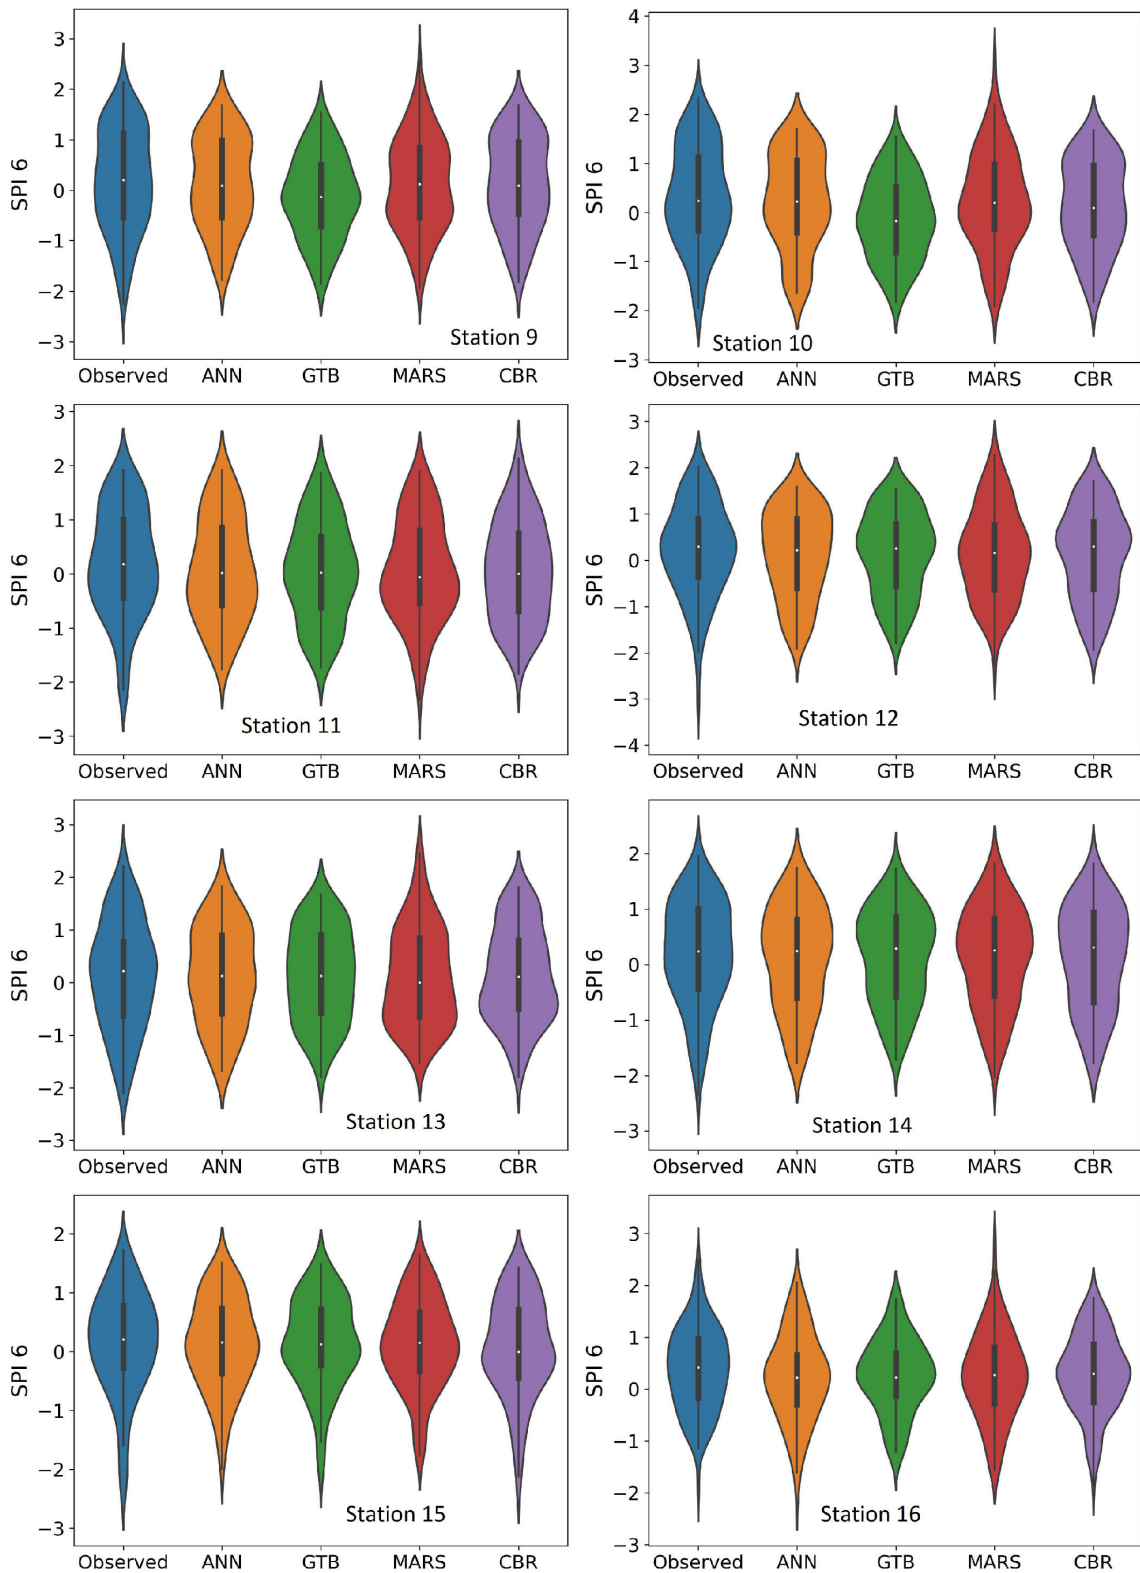 SPI 6
3
2
1
0
−1
−2
−3
Station 9
Observed ANN GTB MARS CBR
SPI 6
4
3
2
1
0
−1
−2
−3
Station 10
Observed ANN GTB MARS CBR
SPI 6
3
2
1
0
−1
−2
−3
Station 11
Observed ANN GTB MARS CBR
SPI 6
3
2
1
0
−1
−2
−3
−4
Station 12
Observed ANN GTB MARS CBR
SPI 6
3
2
1
0
−1
−2
−3
Station 13
Observed ANN GTB MARS CBR
SPI 6
2
1
0
−1
−2
−3
Station 14
Observed ANN GTB MARS CBR
SPI 6
2
1
0
−1
−2
−3
Station 15
Observed ANN GTB MARS CBR
SPI 6
3
2
1
0
−1
−2
−3
Station 16
Observed ANN GTB MARS CBR